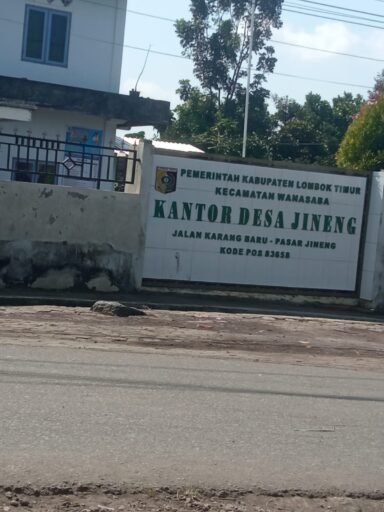 PEMERINTAH KABUPATEN LOMBOK TIMUR
KECAMATAN WANASABA
KANTOR DESA JINENG
JALAN KARANG BARU - PASAR JINENG
KODE POS 83658